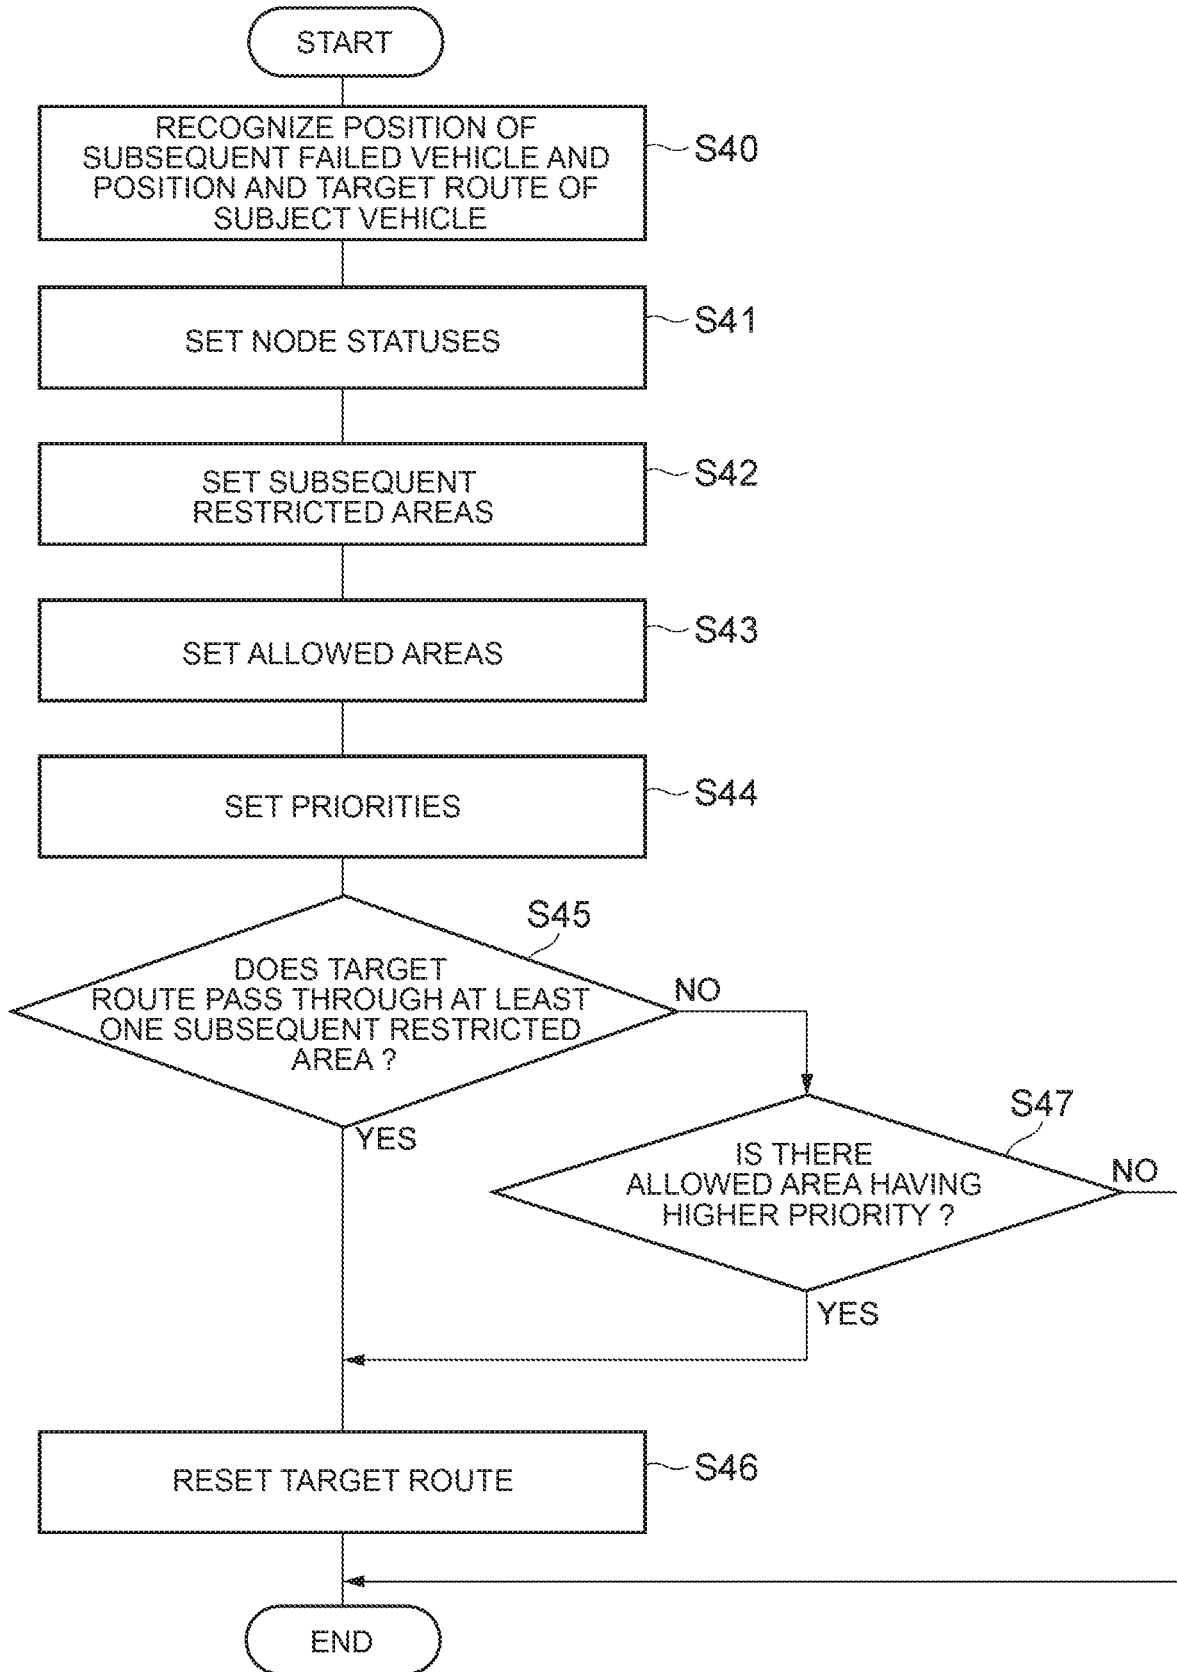 START
RECOGNIZE POSITION OF
SUBSEQUENT FAILED VEHICLE AND
POSITION AND TARGET ROUTE OF
SUBJECT VEHICLE
S40
SET NODE STATUSES
S41
SET SUBSEQUENT
RESTRICTED AREAS
S42
SET ALLOWED AREAS
S43
SET PRIORITIES
S44
S45
DOES TARGET
ROUTE PASS THROUGH AT LEAST
ONE SUBSEQUENT RESTRICTED
AREA ?
NO
YES
S47
IS THERE
ALLOWED AREA HAVING
HIGHER PRIORITY ?
NO
YES
RESET TARGET ROUTE
S46
END